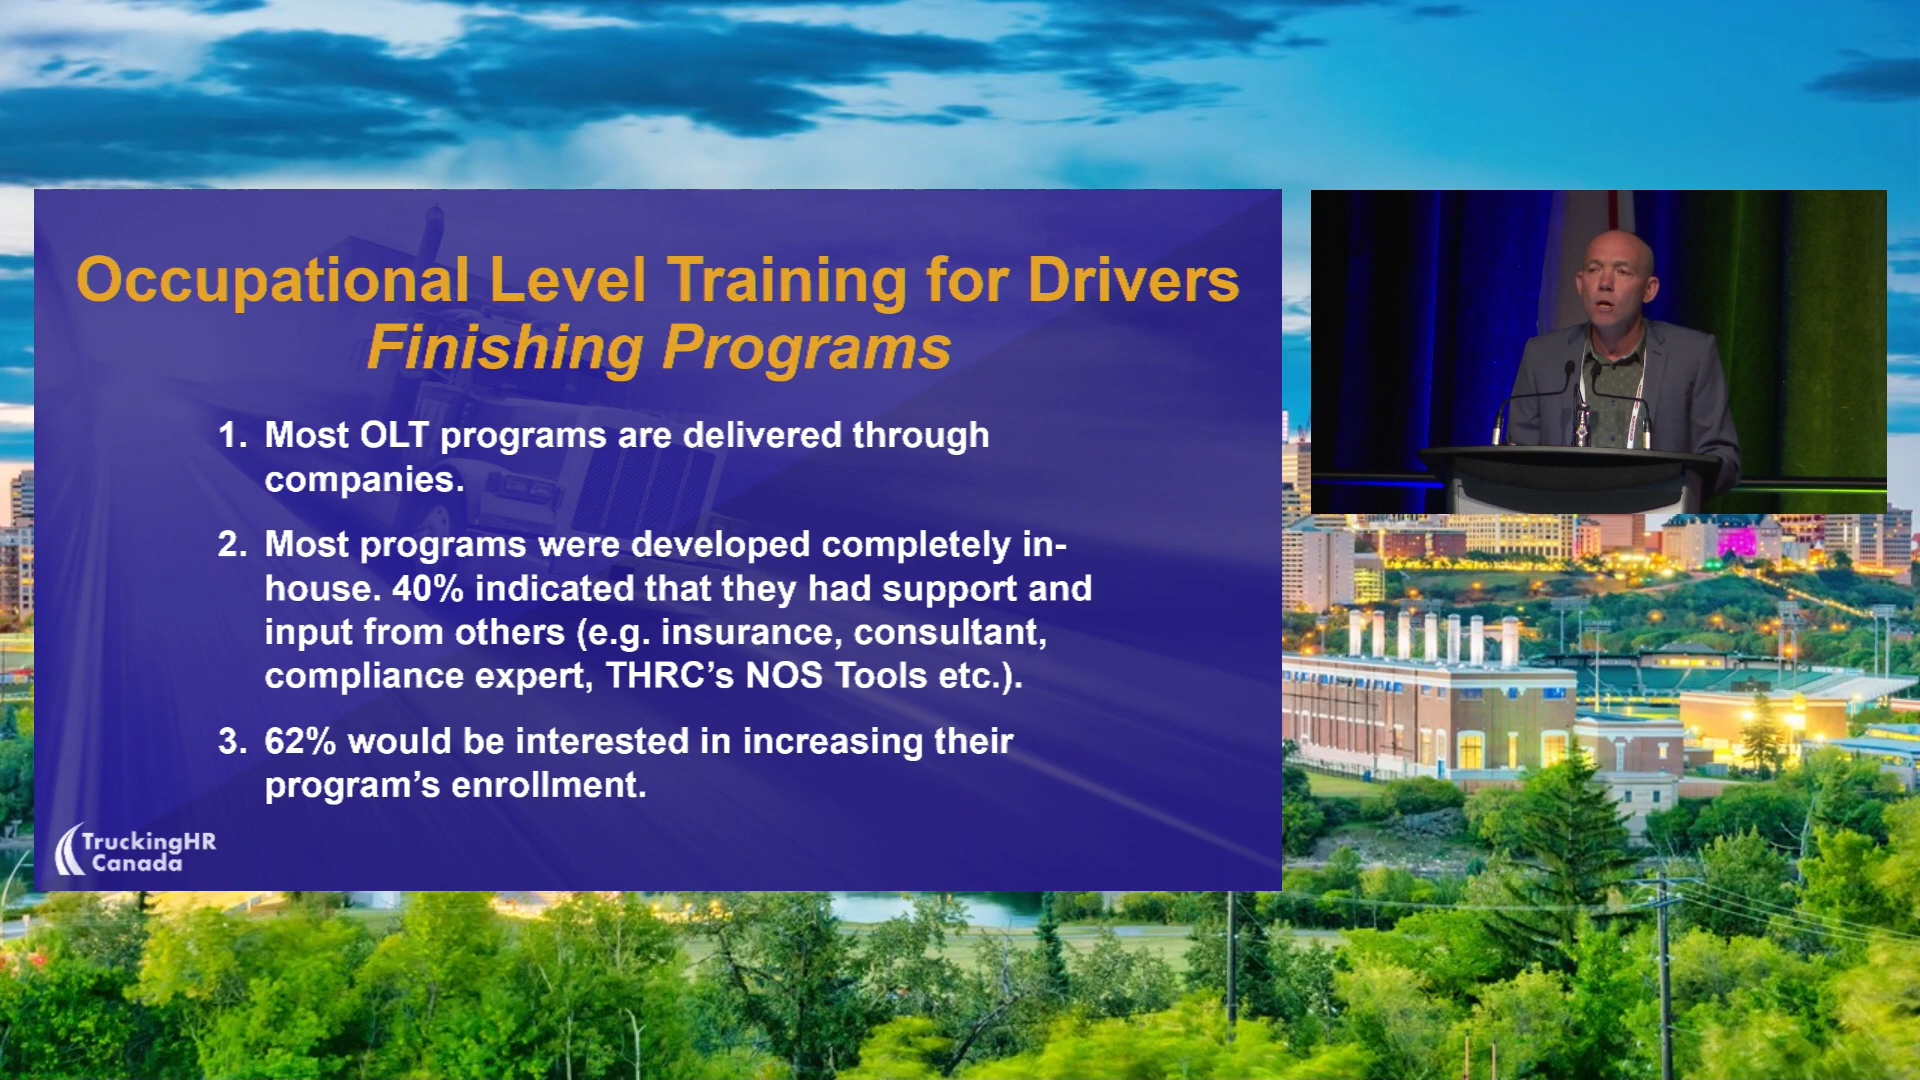 Occupational Level Training for Drivers
Finishing Programs
1. Most OLT programs are delivered through
companies.
2. Most programs were developed completely in-
house. 40% indicated that they had support and
input from others (e.g. insurance, consultant,
compliance expert, THRC’s NOS Tools etc.).
3. 62% would be interested in increasing their
program’s enrollment.
TruckingHR
Canada